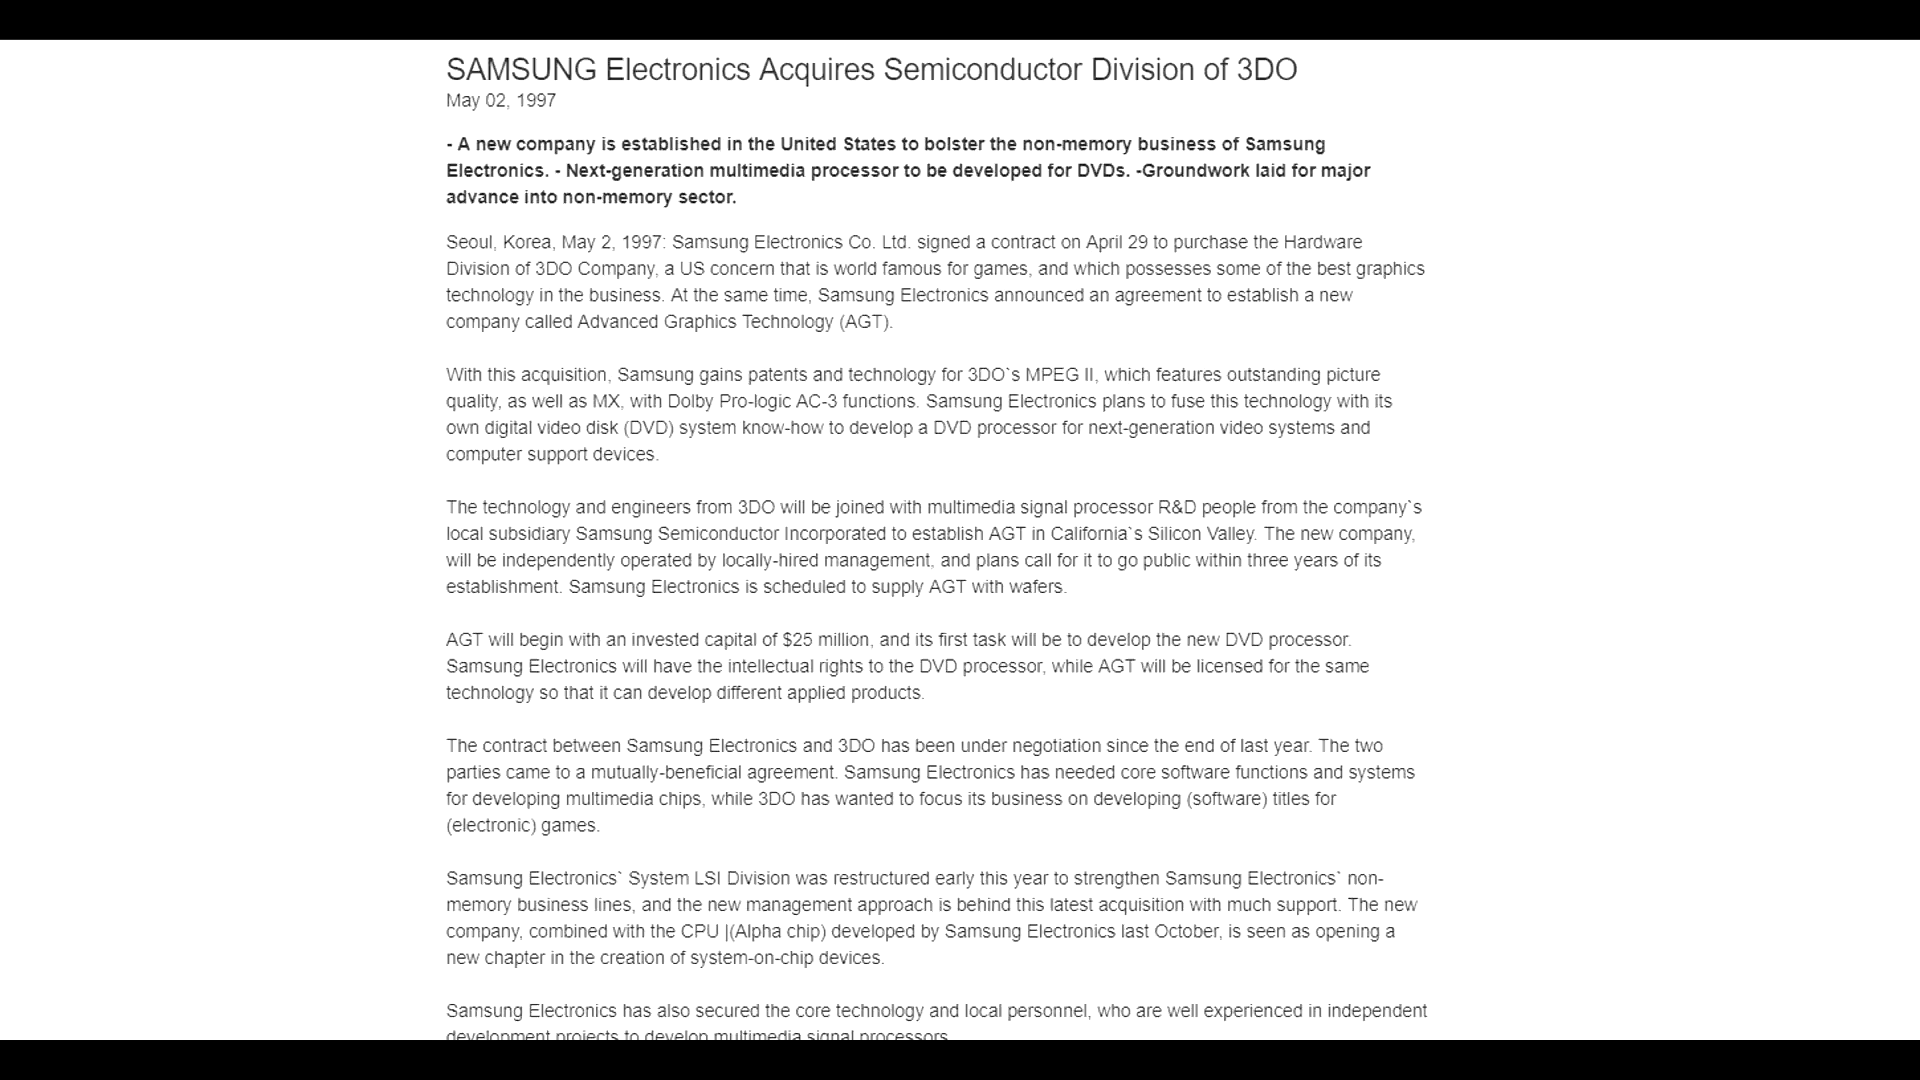 SAMSUNG Electronics Acquires Semiconductor Division of 3DO
May 02, 1997
- A new company is established in the United States to bolster the non-memory business of Samsung
Electronics. - Next-generation multimedia processor to be developed for DVDs. -Groundwork laid for major
advance into non-memory sector.
Seoul, Korea, May 2, 1997: Samsung Electronics Co. Ltd. signed a contract on April 29 to purchase the Hardware
Division of 3DO Company, a US concern that is world famous for games, and which possesses some of the best graphics
technology in the business. At the same time, Samsung Electronics announced an agreement to establish a new
company called Advanced Graphics Technology (AGT).
With this acquisition, Samsung gains patents and technology for 3DO`s MPEG II, which features outstanding picture
quality, as well as MX, with Dolby Pro-logic AC-3 functions. Samsung Electronics plans to fuse this technology with its
own digital video disk (DVD) system know-how to develop a DVD processor for next-generation video systems and
computer support devices.
The technology and engineers from 3DO will be joined with multimedia signal processor R&D people from the company`s
local subsidiary Samsung Semiconductor Incorporated to establish AGT in California`s Silicon Valley. The new company,
will be independently operated by locally-hired management, and plans call for it to go public within three years of its
establishment. Samsung Electronics is scheduled to supply AGT with wafers.
AGT will begin with an invested capital of $25 million, and its first task will be to develop the new DVD processor.
Samsung Electronics will have the intellectual rights to the DVD processor, while AGT will be licensed for the same
technology so that it can develop different applied products.
The contract between Samsung Electronics and 3DO has been under negotiation since the end of last year. The two
parties came to a mutually-beneficial agreement. Samsung Electronics has needed core software functions and systems
for developing multimedia chips, while 3DO has wanted to focus its business on developing (software) titles for
(electronic) games.
Samsung Electronics` System LSI Division was restructured early this year to strengthen Samsung Electronics` non-
memory business lines, and the new management approach is behind this latest acquisition with much support. The new
company, combined with the CPU |(Alpha chip) developed by Samsung Electronics last October, is seen as opening a
new chapter in the creation of system-on-chip devices.
Samsung Electronics has also secured the core technology and local personnel, who are well experienced in independent
development projects to develop multimedia signal processors.